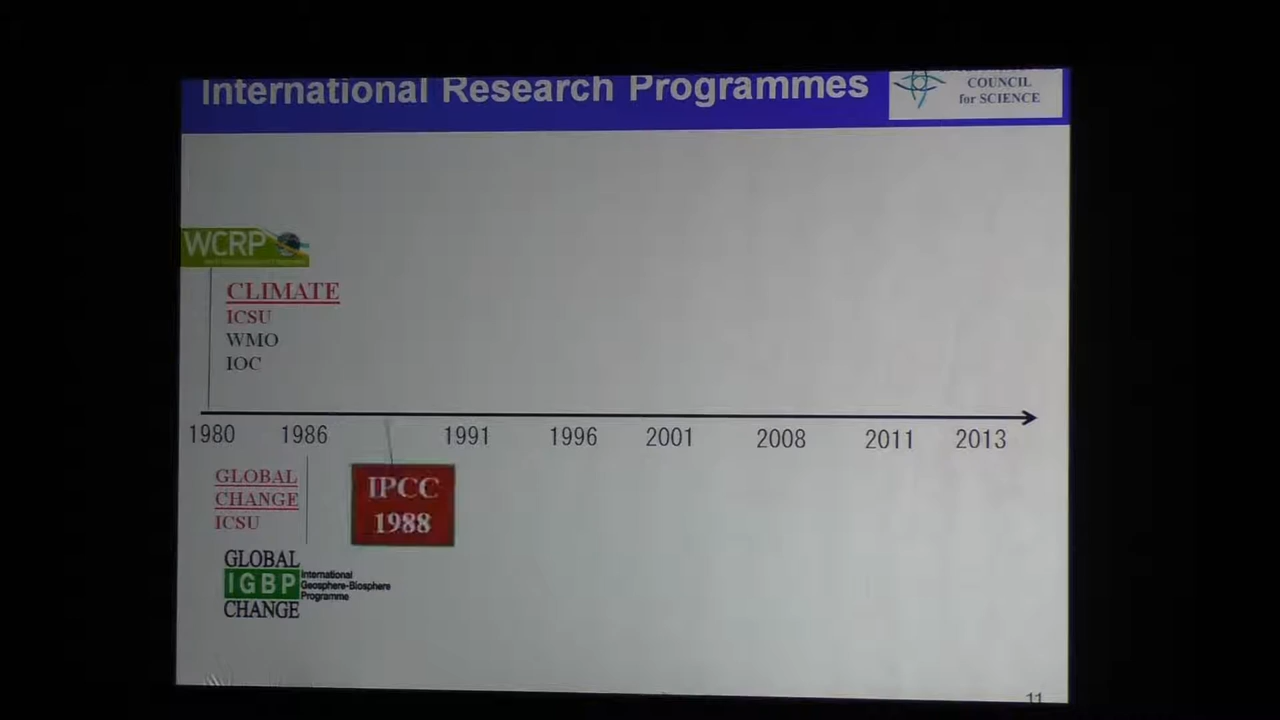 International Research Programmes
COUNCIL
for SCIENCE
WCRP
CLIMATE
ICSU
WMO
IOC
1980 1986 1991 1996 2001 2008 2011 2013
GLOBAL
CHANGE
ICSU
IPCC
1988
GLOBAL
IGBP
CHANGE
International
Geosphere-Biosphere
Programme
11